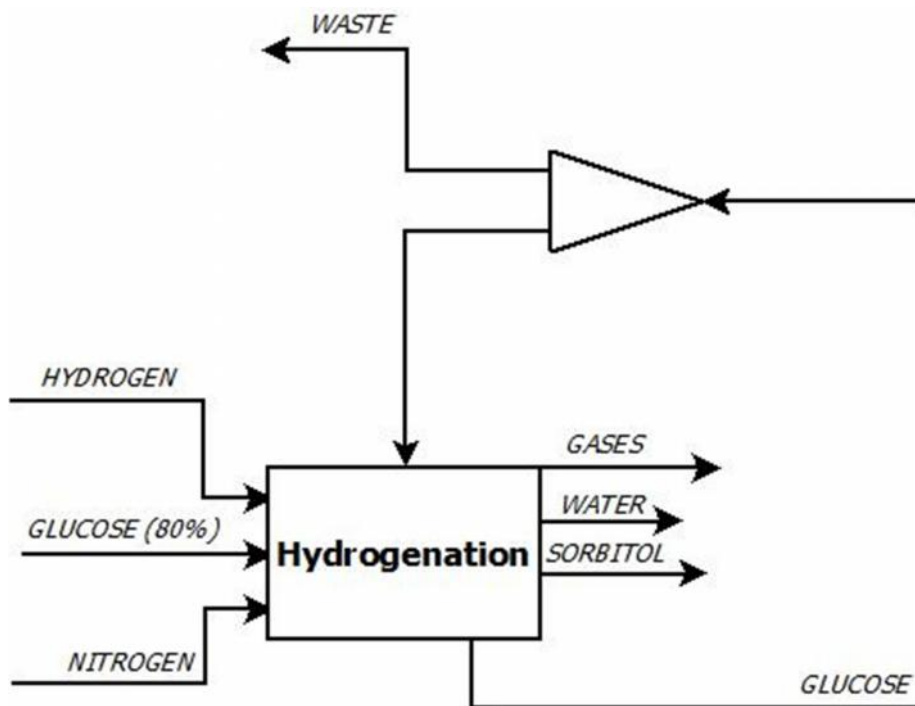 WASTE
HYDROGEN
GASES
WATER
GLUCOSE (80%)
Hydrogenation
SORBITOL
NITROGEN
GLUCOSE